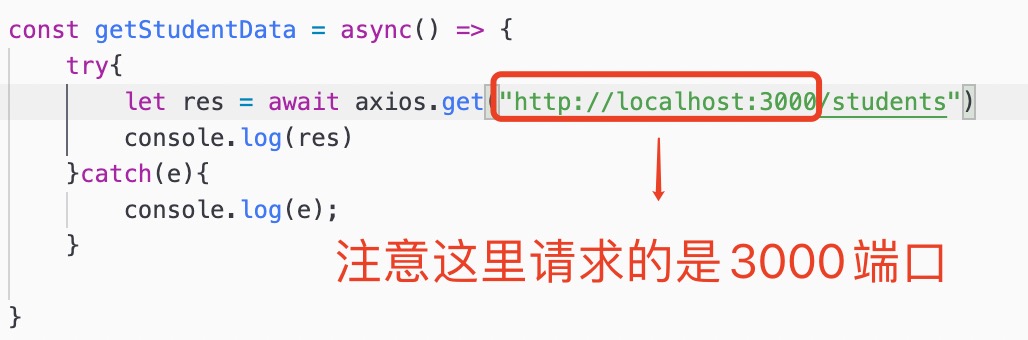 const getStudentData = async() => {
try{
let res = await axios.get("http://localhost:3000/students")
console.log(res)
}catch(e){
console.log(e);
}
注意这里请求的是3000端口
}